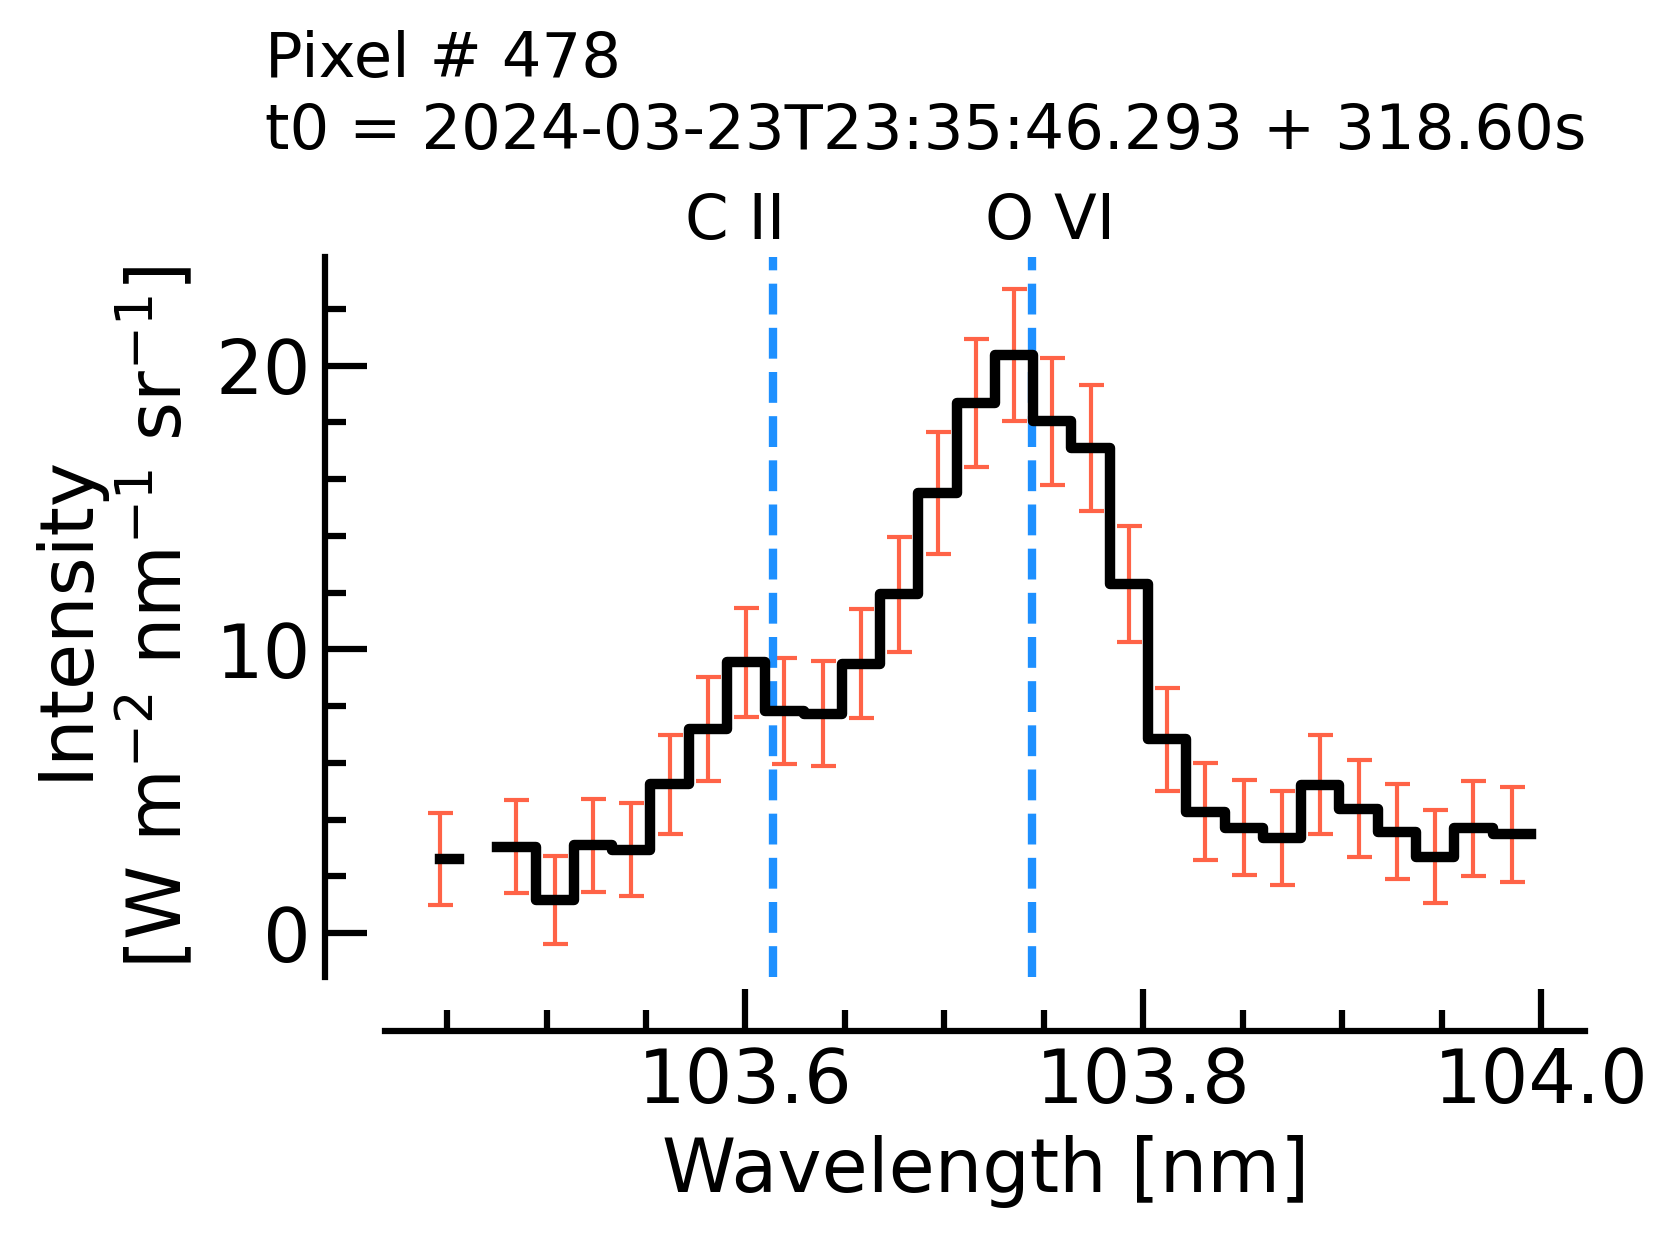 Pixel # 478
t0 = 2024-03-23T23:35:46.293 + 318.60s
C II
O VI
Intensity
[W m⁻² nm⁻¹ sr⁻¹]
20
10
0
103.6
103.8
104.0
Wavelength [nm]